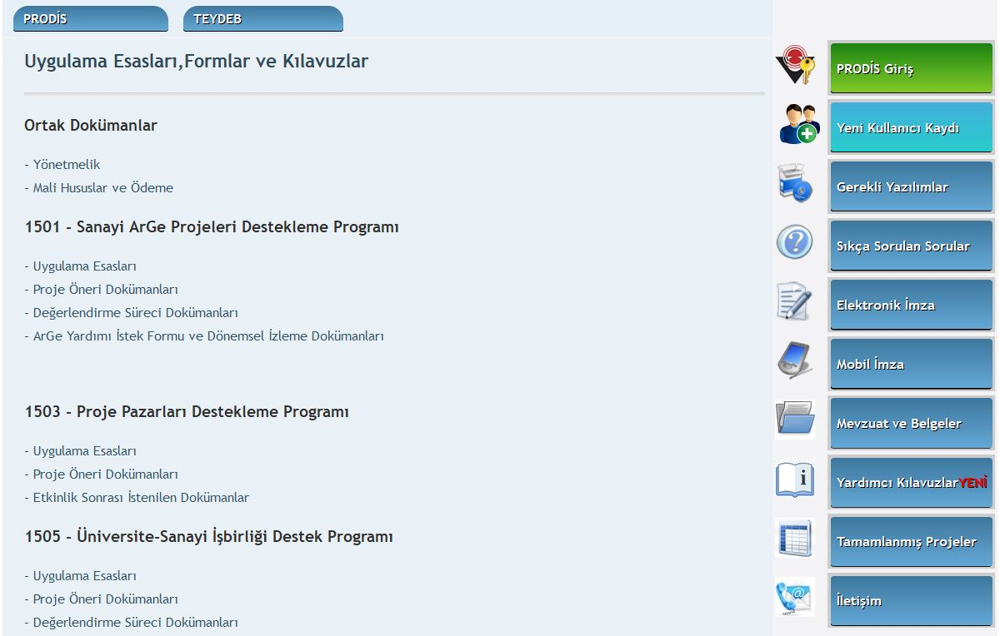 PRODİS
TEYDEB
Uygulama Esasları,Formlar ve Kılavuzlar
Ortak Dokümanlar
- Yönetmelik
- Mali Hususlar ve Ödeme
1501 - Sanayi ArGe Projeleri Destekleme Programı
- Uygulama Esasları
- Proje Öneri Dokümanları
- Değerlendirme Süreci Dokümanları
- ArGe Yardımı İstek Formu ve Dönemsel İzleme Dokümanları
1503 - Proje Pazarları Destekleme Programı
- Uygulama Esasları
- Proje Öneri Dokümanları
- Etkinlik Sonrası İstenilen Dokümanlar
1505 - Üniversite-Sanayi İşbirliği Destek Programı
- Uygulama Esasları
- Proje Öneri Dokümanları
- Değerlendirme Süreci Dokümanları
PRODİS Giriş
Yeni Kullanıcı Kaydı
Gerekli Yazılımlar
Sıkça Sorulan Sorular
Elektronik İmza
Mobil İmza
Mevzuat ve Belgeler
Yardımcı KılavuzlarYENİ
Tamamlanmış Projeler
İletişim